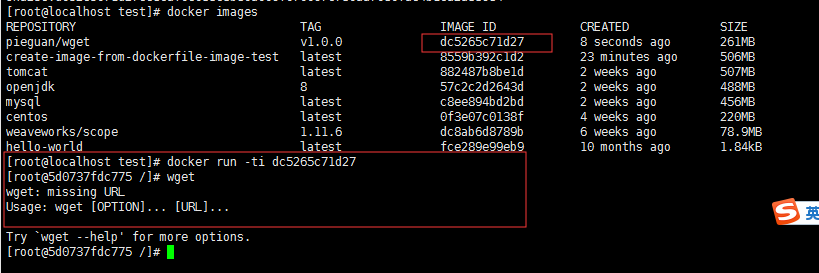 [root@localhost test]# docker images
REPOSITORY TAG IMAGE ID CREATED SIZE
pieguan/wget v1.0.0 dc5265c71d27 8 seconds ago 261MB
create-image-from-dockerfile-image-test latest 8559b392c1d2 23 minutes ago 506MB
tomcat latest 882487b8be1d 2 weeks ago 507MB
openjdk 8 57c2c2d2643d 2 weeks ago 488MB
mysql latest c8ee894bd2bd 2 weeks ago 456MB
centos latest 0f3e07c0138f 4 weeks ago 220MB
weaveworks/scope 1.11.6 dc8ab6d8789b 6 weeks ago 78.9MB
hello-world latest fce289e99eb9 10 months ago 1.84kB
[root@localhost test]# docker run -ti dc5265c71d27
[root@5d0737fdc775 /]# wget
wget: missing URL
Usage: wget [OPTION]... [URL]...
S 英
Try `wget --help' for more options.
[root@5d0737fdc775 /]#